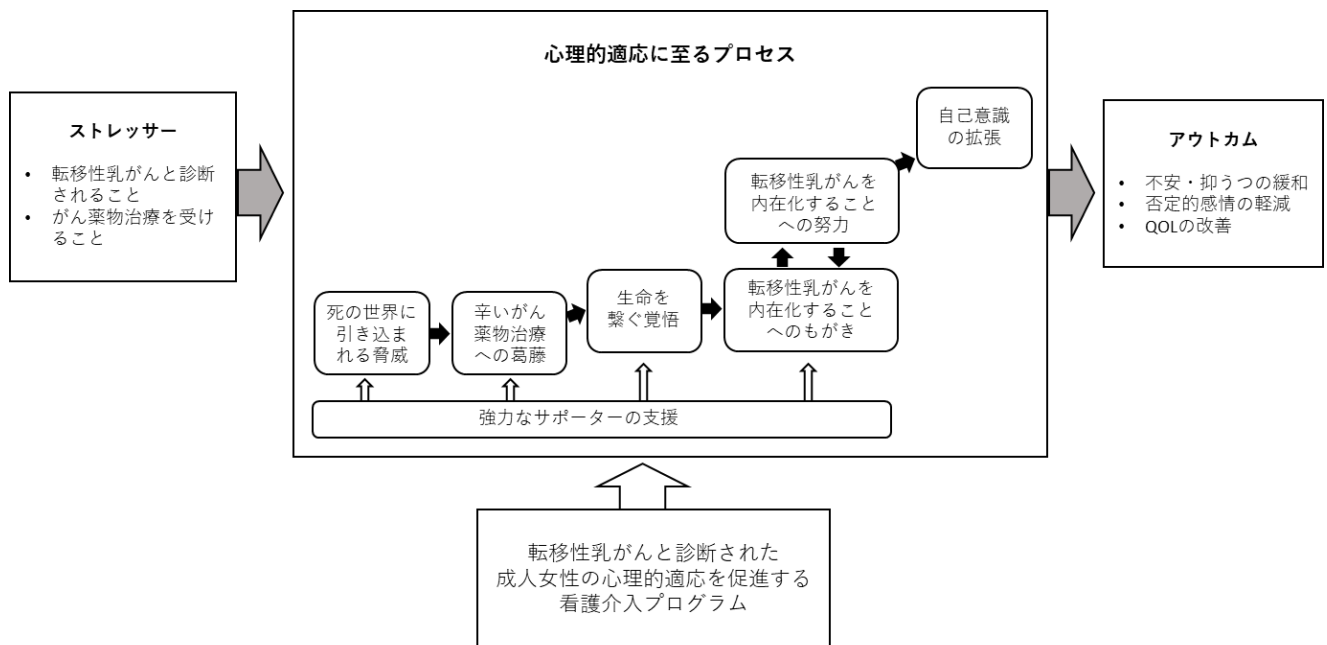 心理的適応に至るプロセス
ストレッサー
• 転移性乳がんと診断
されること
• がん薬物治療を受け
ること
死の世界に
引き込ま
れる脅威
辛いがん
薬物治療
への葛藤
生命を
繋ぐ覚悟
転移性乳がんを
内在化すること
へのもがき
転移性乳がんを
内在化すること
への努力
自己意識
の拡張
強力なサポーターの支援
アウトカム
• 不安・抑うつの緩和
• 否定的感情の軽減
• QOLの改善
転移性乳がんと診断された
成人女性の心理的適応を促進する
看護介入プログラム